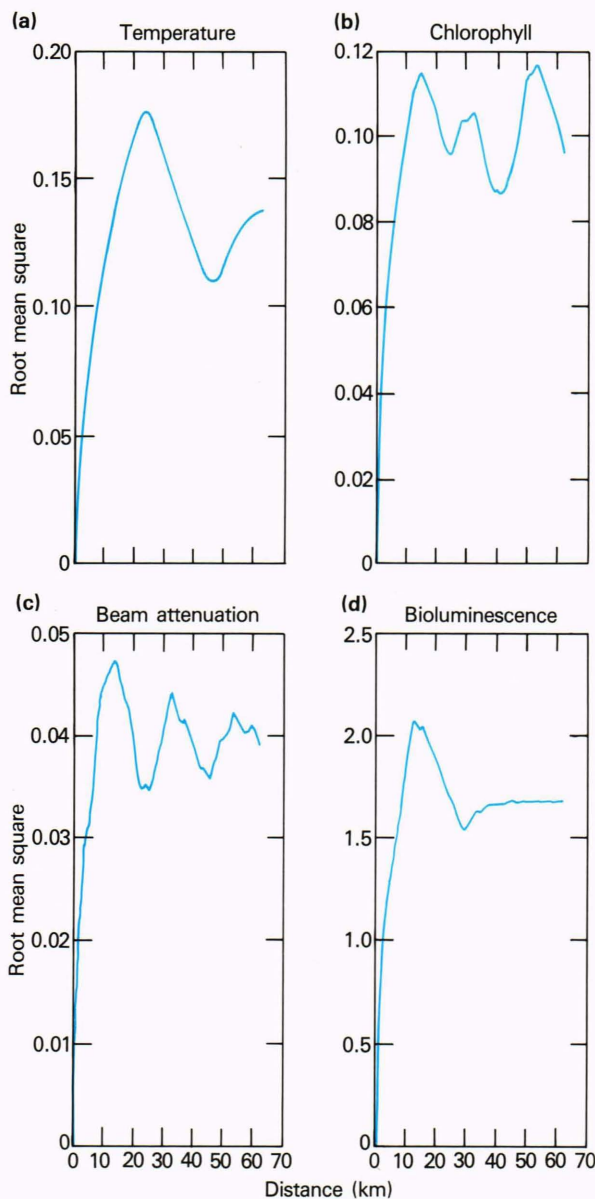 (a)
Temperature
0.20
0.15
0.10
0.05
0
Root mean square
(b)
Chlorophyll
0.12
0.10
0.08
0.06
0.04
0.02
0
(c)
Beam attenuation
0.05
0.04
0.03
0.02
0.01
0
Root mean square
0 10 20 30 40 50 60 70
(d)
Bioluminescence
2.5
2.0
1.5
1.0
0.5
0
0 10 20 30 40 50 60 70
Distance (km)